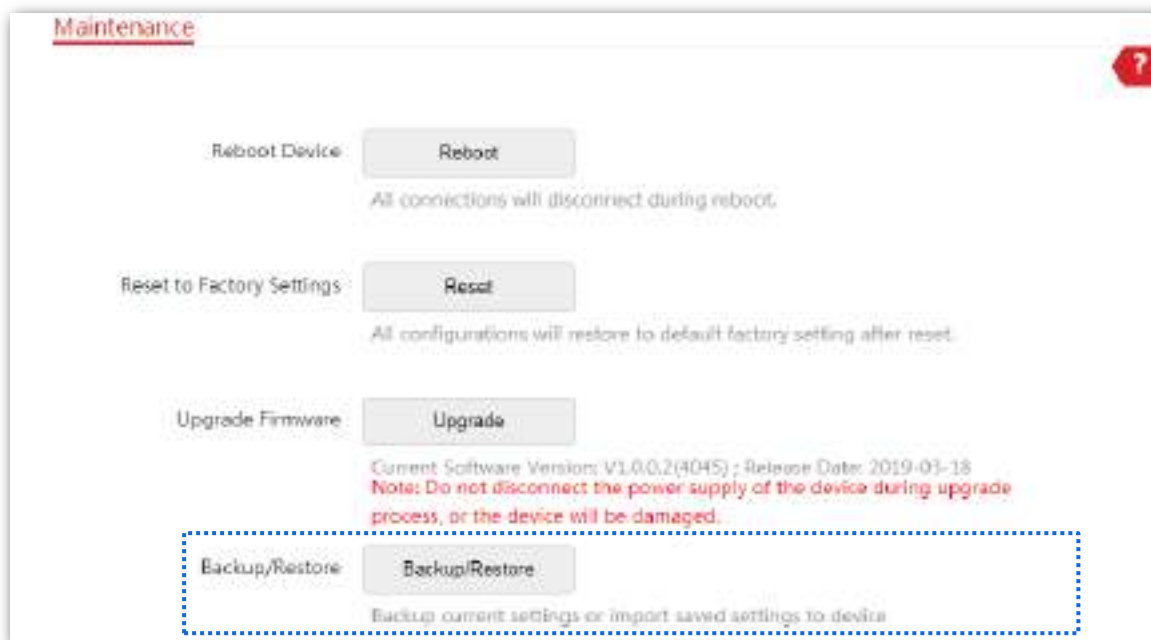 Maintenance
?
Reboot Device Reboot
All connections will disconnect during reboot.
Reset to Factory Settings Reset
All configurations will restore to default factory setting after reset.
Upgrade Firmware Upgrade
Current Software Version: V1.0.0.2(4045) ; Release Date: 2019-03-18
Note: Do not disconnect the power supply of the device during upgrade
process, or the device will be damaged.
Backup/Restore Backup/Restore
Backup current settings or import saved settings to device